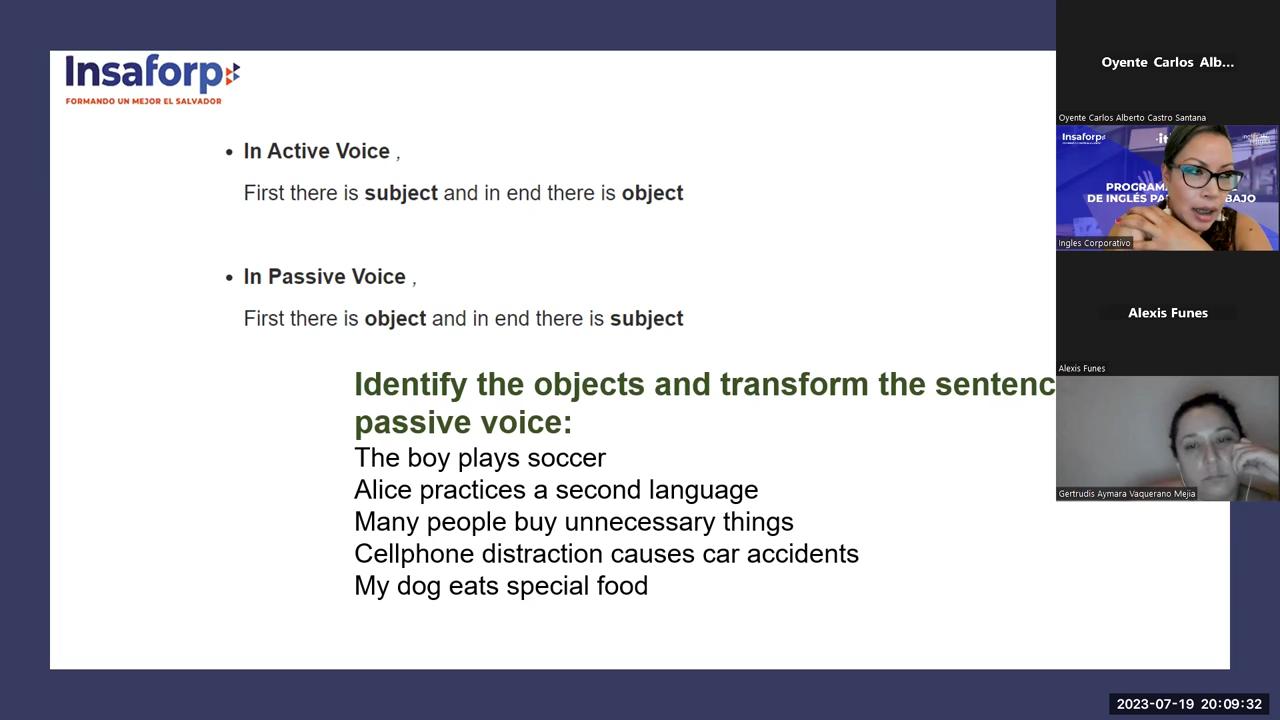 Insaforp
FORMANDO UN MEJOR EL SALVADOR
• In Active Voice ,
First there is subject and in end there is object
• In Passive Voice ,
First there is object and in end there is subject
Identify the objects and transform the sentenc
passive voice:
The boy plays soccer
Alice practices a second language
Many people buy unnecessary things
Cellphone distraction causes car accidents
My dog eats special food
Oyente Carlos Alb...
Oyente Carlos Alberto Castro Santana
Insaforp
PROGRAMA
DE INGLÉS PA BAJO
Ingles Corporativo
Alexis Funes
Alexis Funes
Gertrudis Aymara Vaquerano Mejia
2023-07-19 20:09:32